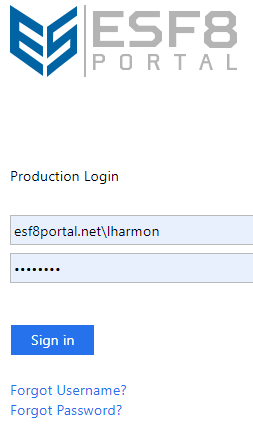 ESF8
PORTAL
Production Login
esf8portal.net\lharmon
••••••••
Sign in
Forgot Username?
Forgot Password?